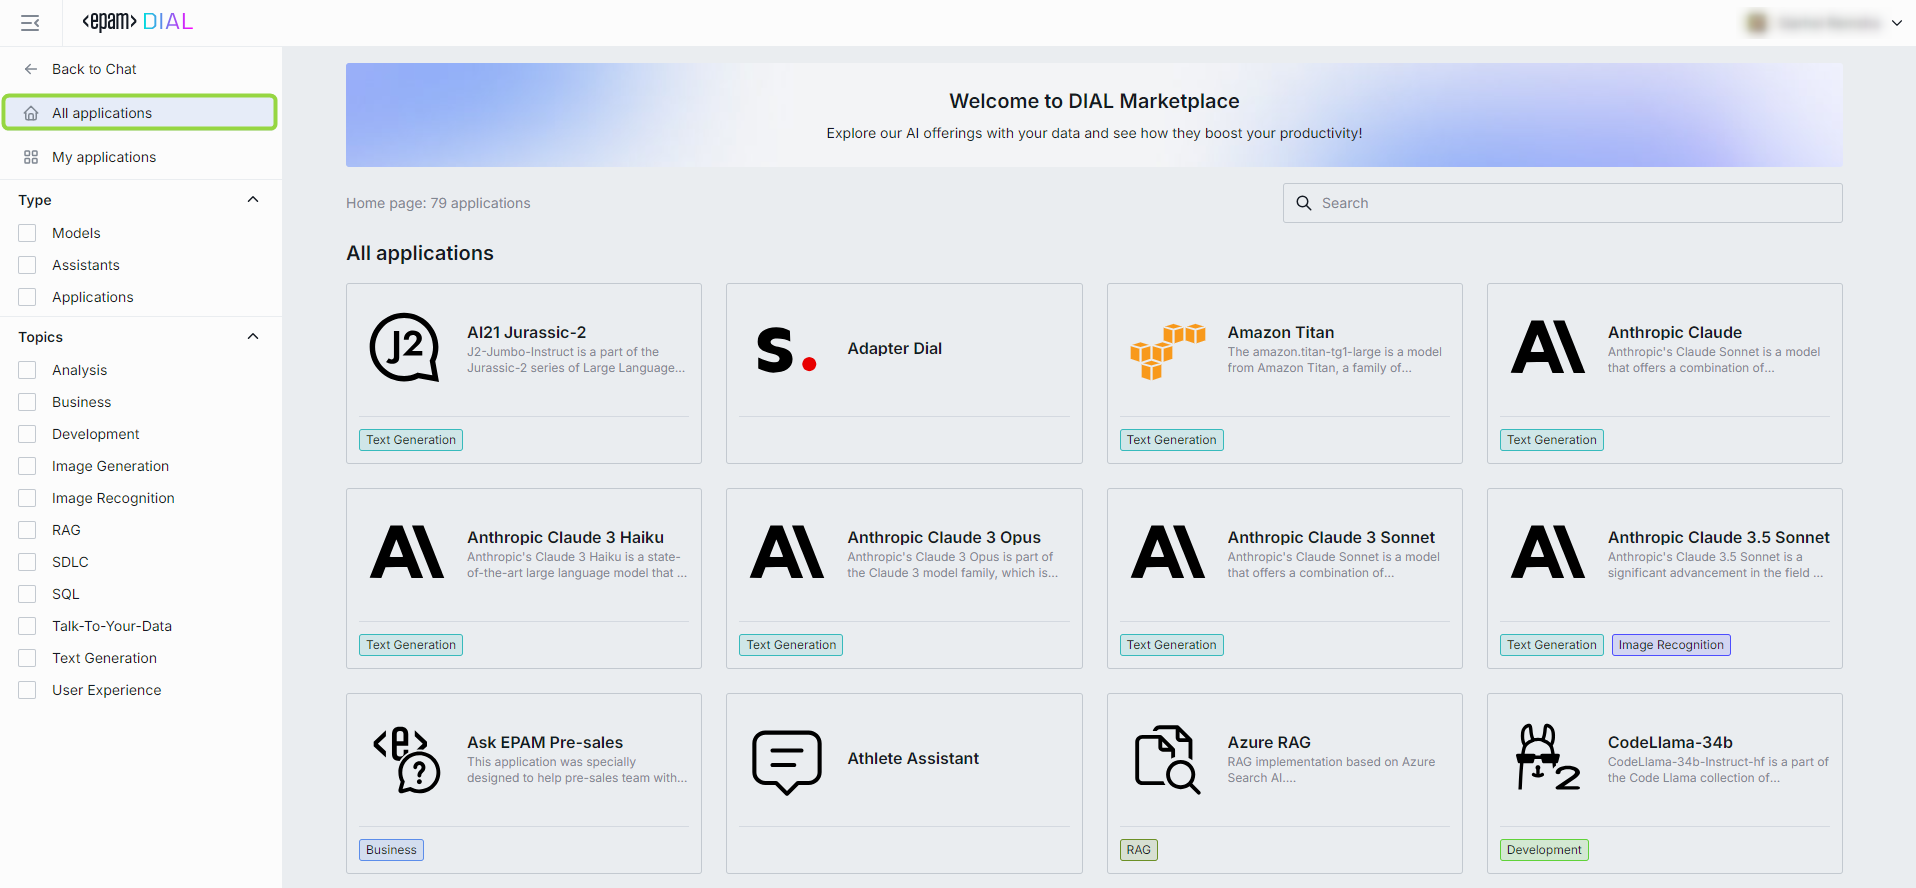 <epam> DIAL
Back to Chat
All applications
My applications
Type
Models
Assistants
Applications
Topics
Analysis
Business
Development
Image Generation
Image Recognition
RAG
SDLC
SQL
Talk-To-Your-Data
Text Generation
User Experience
Welcome to DIAL Marketplace
Explore our AI offerings with your data and see how they boost your productivity!
Home page: 79 applications
Search
All applications
J2
AI21 Jurassic-2
J2-Jumbo-Instruct is a part of the
Jurassic-2 series of Large Language...
Text Generation
S.
Adapter Dial
Amazon Titan
The amazon.titan-tg1-large is a model
from Amazon Titan, a family of...
Text Generation
A\
Anthropic Claude
Anthropic's Claude Sonnet is a model
that offers a combination of...
Text Generation
A\
Anthropic Claude 3 Haiku
Anthropic's Claude 3 Haiku is a state-
of-the-art large language model that ...
Text Generation
A\
Anthropic Claude 3 Opus
Anthropic's Claude 3 Opus is part of
the Claude 3 model family, which is...
Text Generation
A\
Anthropic Claude 3 Sonnet
Anthropic's Claude Sonnet is a model
that offers a combination of...
Text Generation
A\
Anthropic Claude 3.5 Sonnet
Anthropic's Claude 3.5 Sonnet is a
significant advancement in the field ...
Text Generation
Image Recognition
<e>
?
Ask EPAM Pre-sales
This application was specially
designed to help pre-sales team with...
Business
Athlete Assistant
Azure RAG
RAG implementation based on Azure
Search AI....
RAG
2
CodeLlama-34b
CodeLlama-34b-Instruct-hf is a part of
the Code Llama collection of...
Development